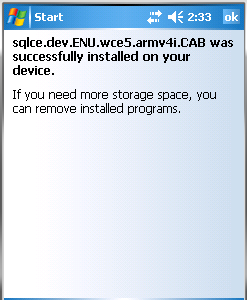 Start 2:33 ok
sqlce.dev.ENU.wce5.armv4i.CAB was
successfully installed on your
device.
If you need more storage space, you
can remove installed programs.